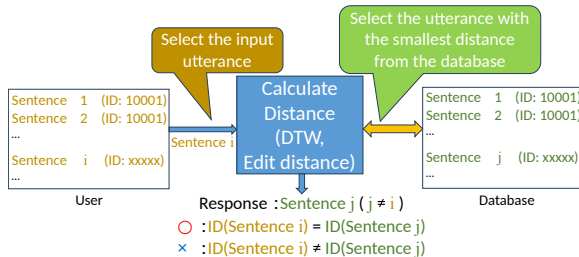 Select the input
utterance
Select the utterance with
the smallest distance
from the database
Sentence 1 (ID: 10001)
Sentence 2 (ID: 10001)
...
Sentence i (ID: xxxxx)
...
User
Sentence i
Calculate
Distance
(DTW,
Edit distance)
Sentence 1 (ID: 10001)
Sentence 2 (ID: 10001)
...
Sentence j (ID: xxxxx)
...
Database
Response :Sentence j ( j ≠ i )
○ :ID(Sentence i) = ID(Sentence j)
× :ID(Sentence i) ≠ ID(Sentence j)